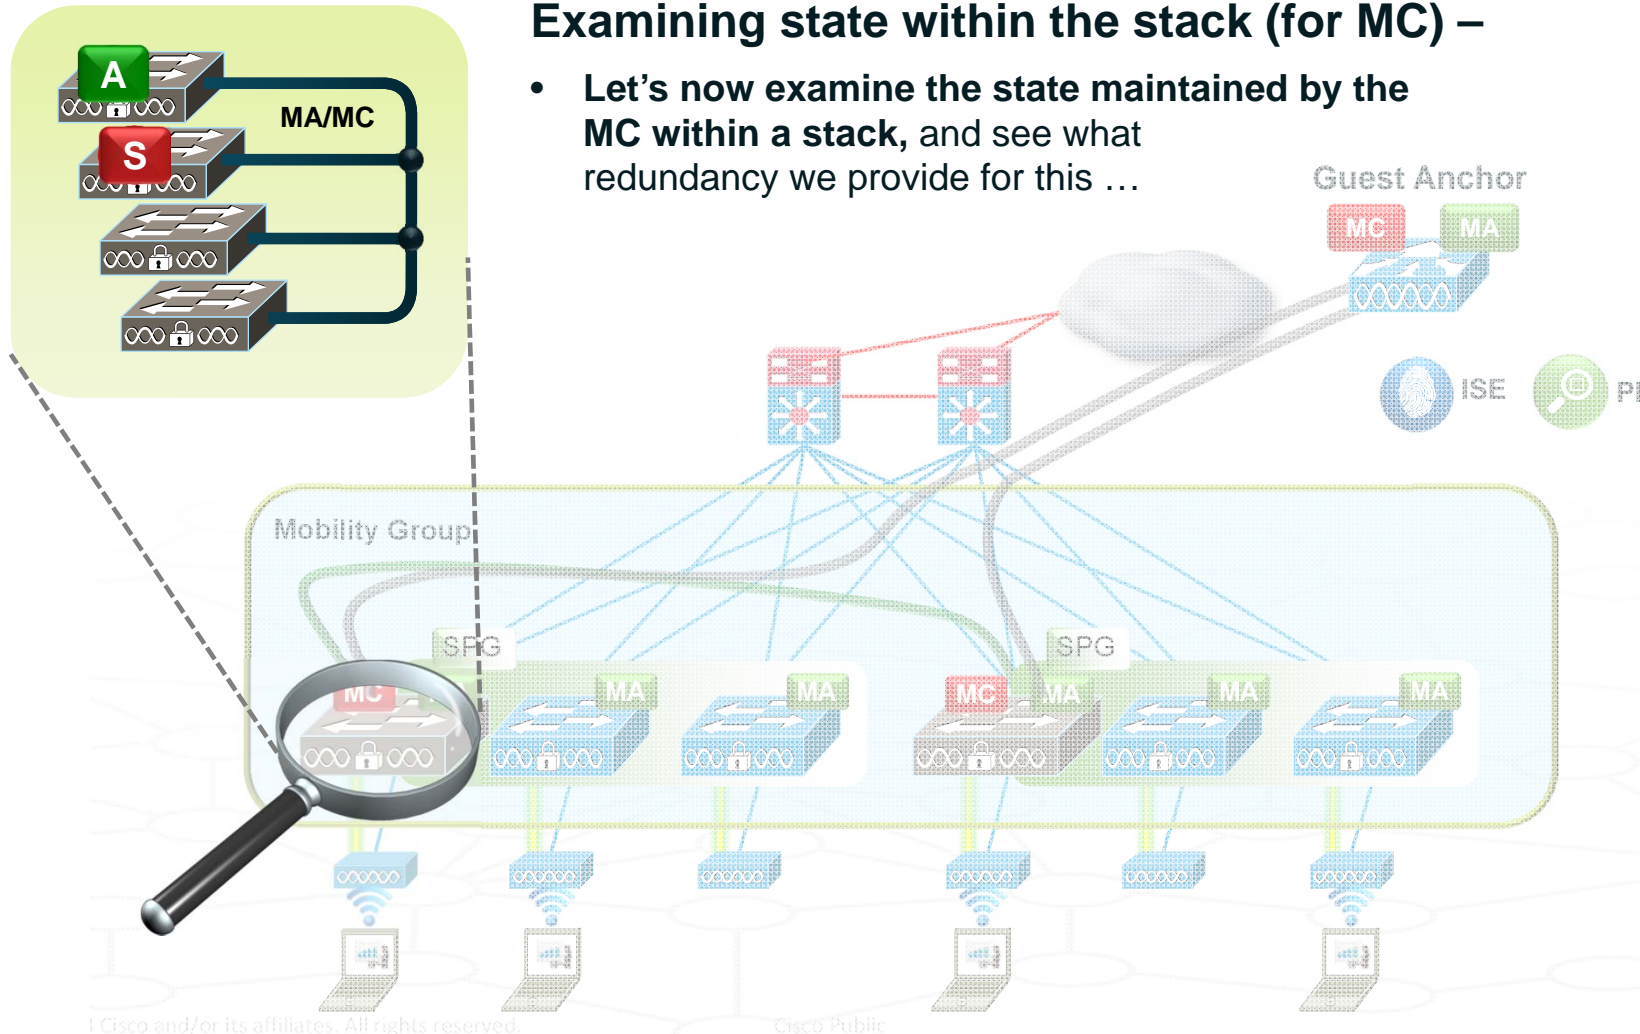 Examining state within the stack (for MC) –
• Let's now examine the state maintained by the
MC within a stack, and see what
redundancy we provide for this …
A
MA/MC
S
Guest Anchor
MC
MA
ISE
PI
Mobility Group
SPG
SPG
MC
MA
MA
MC
MA
MA
MA
Cisco and/or its affiliates. All rights reserved.
Cisco Public